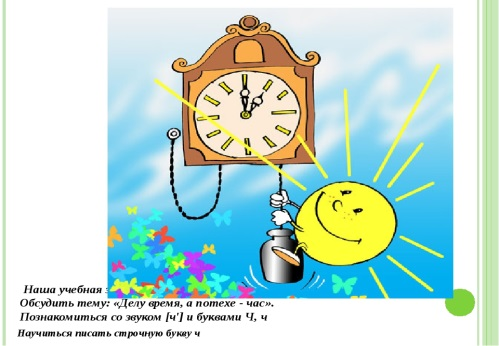 Наша учебная з
Обсудить тему: «Делу время, а потехе - час».
Познакомиться со звуком [ч'] и буквами Ч, ч
Научиться писать строчную букву ч